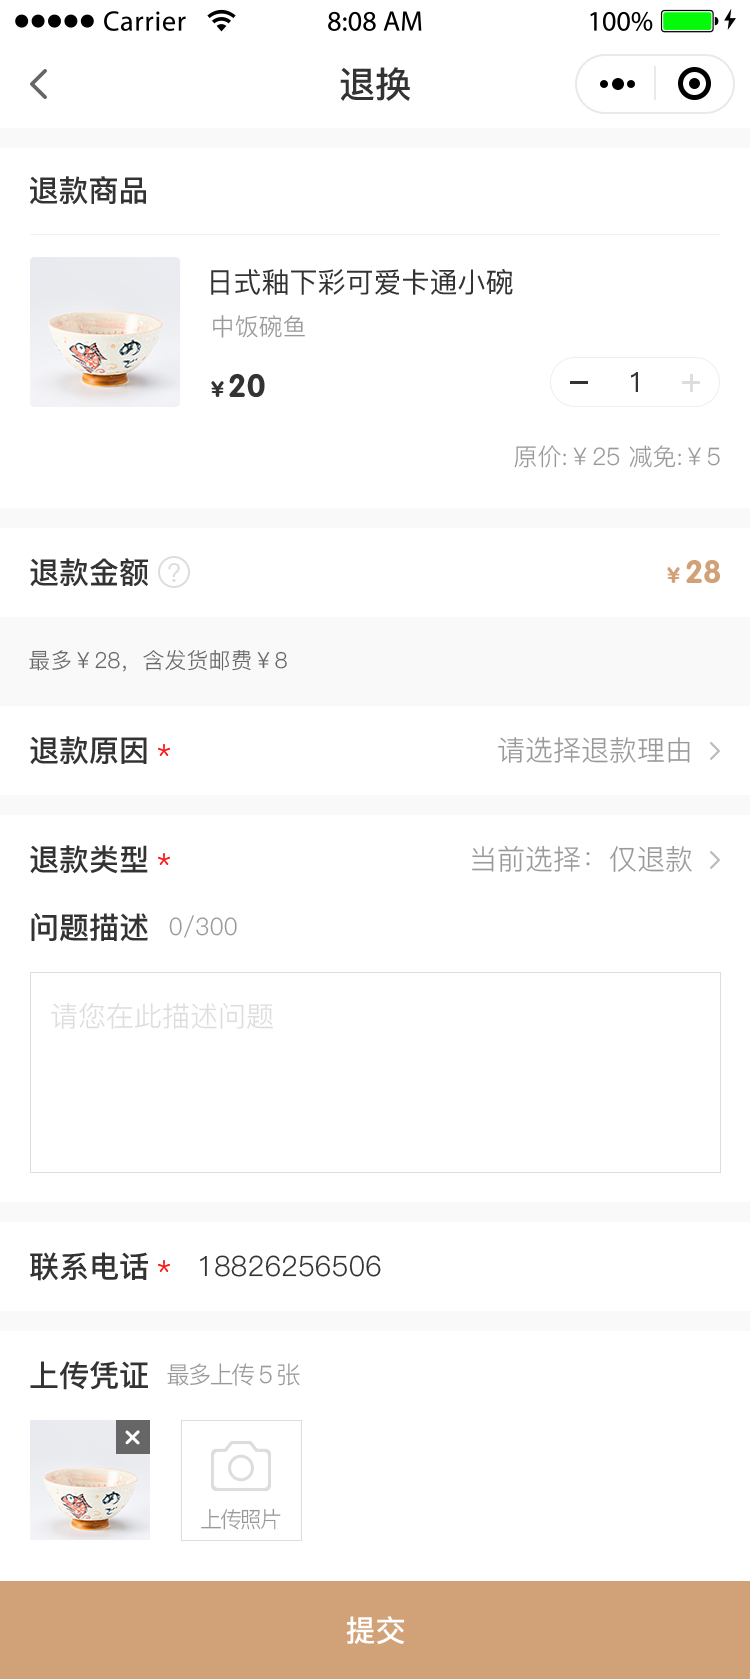 Carrier 8:08 AM 100%
退换
退款商品
日式釉下彩可爱卡通小碗
中饭碗鱼
¥20
1
原价:¥25 减免:¥5
退款金额 ? ¥28
最多¥28，含发货邮费¥8
退款原因 * 请选择退款理由
退款类型 * 当前选择：仅退款
问题描述 0/300
请您在此描述问题
联系电话 * 18826256506
上传凭证 最多上传5张
上传照片
提交